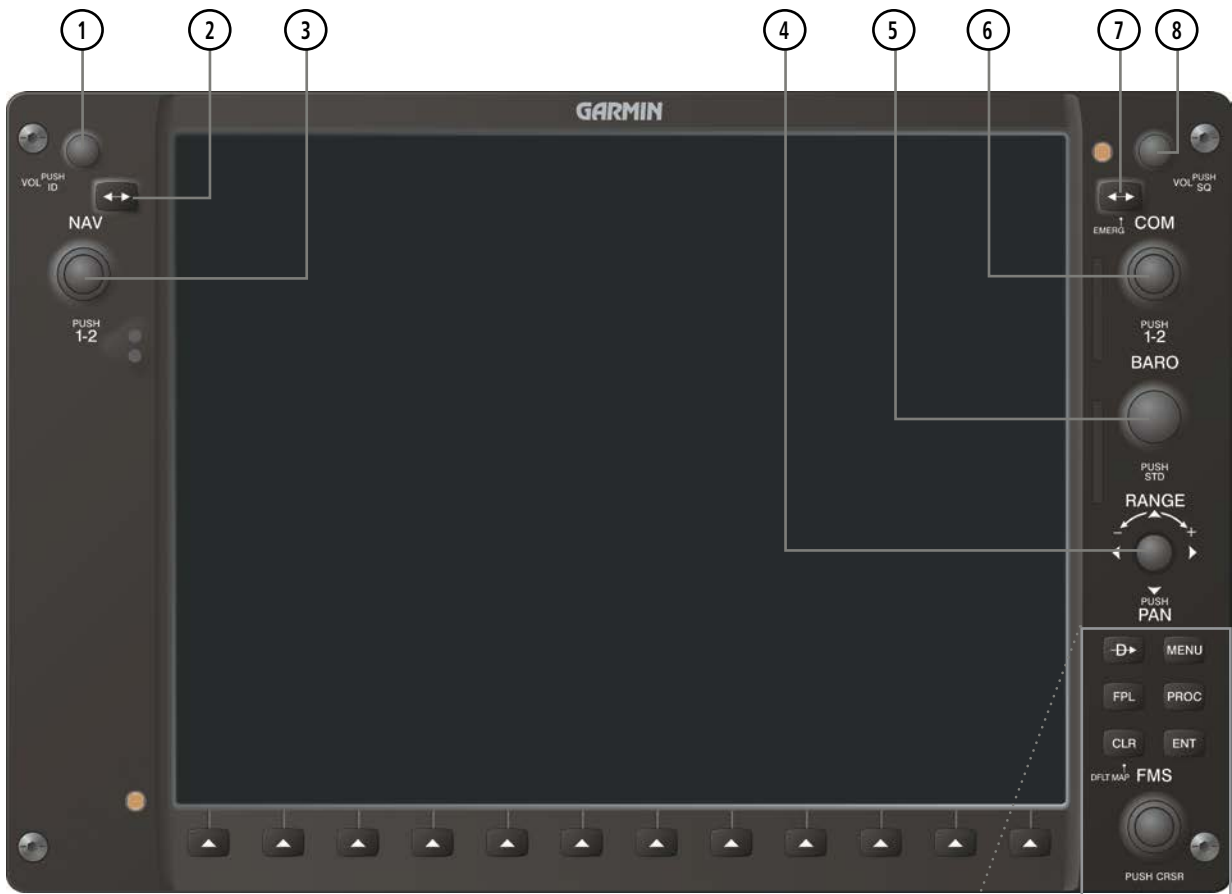 1 2 3 4 5 6 7 8
GARMIN
VOL PUSH ID
NAV
PUSH
1-2
VOL PUSH SQ
EMERG
COM
PUSH
1-2
BARO
PUSH
STD
RANGE
- +
PUSH
PAN
D MENU
FPL PROC
CLR ENT
DFLT MAP FMS
PUSH CRSR